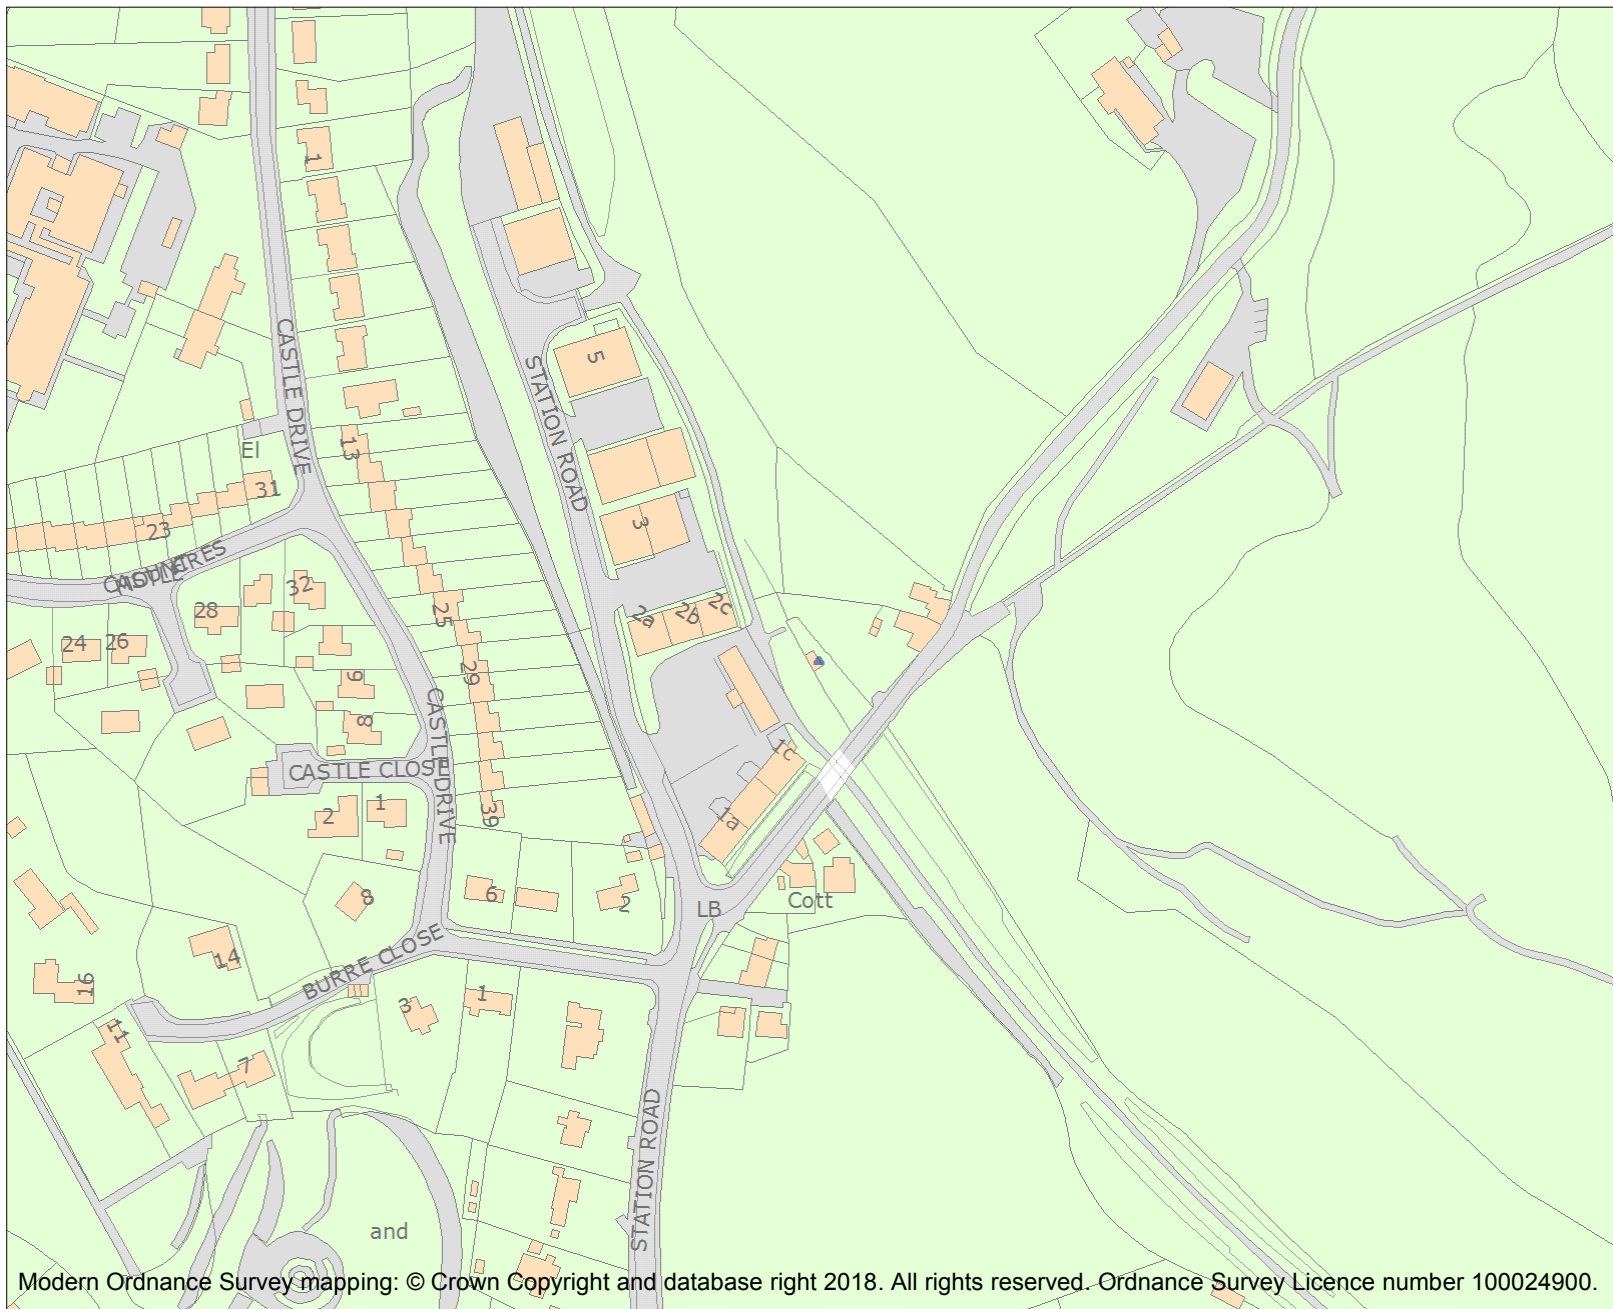 1
CASTLE DRIVE
5
STATION ROAD
13
El
31
23
3
CASTLE
32
28
2a
2b
2c
25
24
26
9
29
8
CASTLE DRIVE
1c
CASTLE CLOSE
2
1
39
1a
8
6
2
LB
Cott
14
BURRE CLOSE
16
3
1
11
7
STATION ROAD
and
Modern Ordnance Survey mapping: © Crown Copyright and database right 2018. All rights reserved. Ordnance Survey Licence number 100024900.